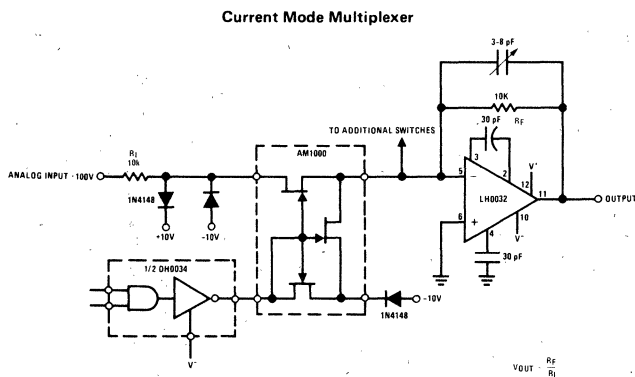 Current Mode Multiplexer
3-8 pF
10K
RF
30 pF
TO ADDITIONAL SWITCHES
AM1000
RI
10k
ANALOG INPUT -100V
1N4148
+10V
-10V
3
2
V+
5
-
12
11
LH0032
OUTPUT
6
+
10
V-
4
30 pF
1/2 DH0034
1N4148
-10V
V-
VOUT - RF
RI